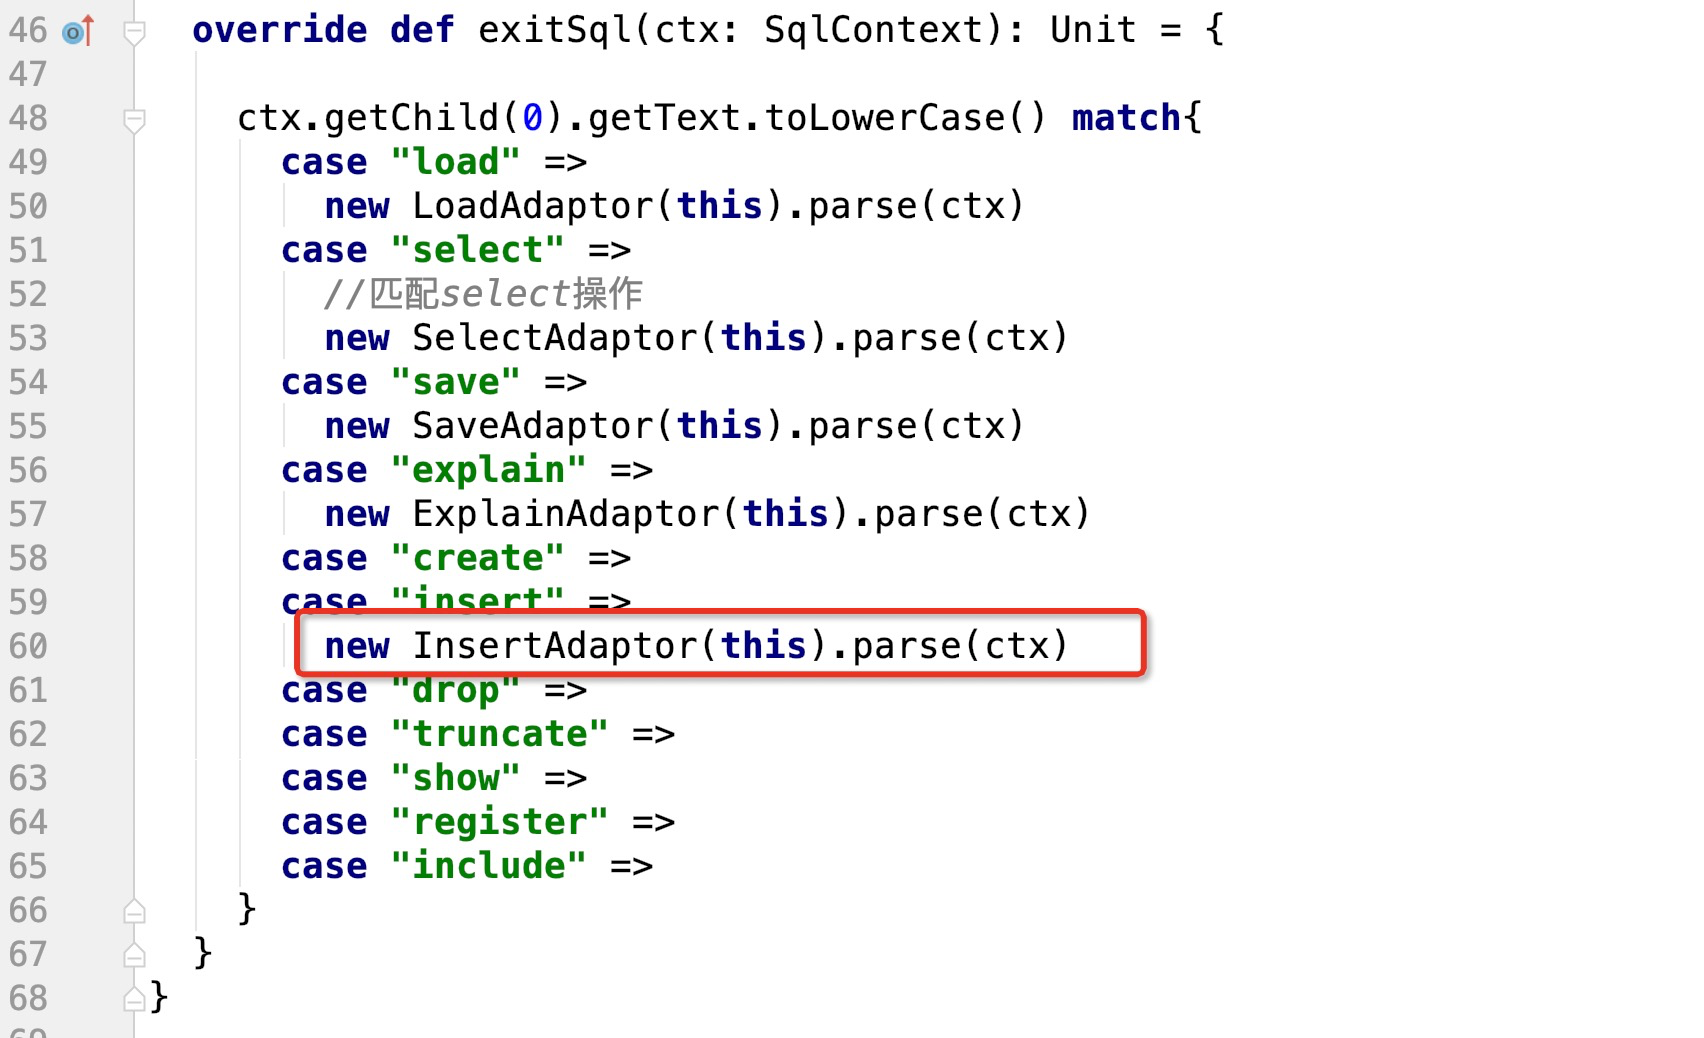 46 override def exitSql(ctx: SqlContext): Unit = {
47
48 ctx.getChild(0).getText.toLowerCase() match{
49 case "load" =>
50 new LoadAdaptor(this).parse(ctx)
51 case "select" =>
52 //匹配select操作
53 new SelectAdaptor(this).parse(ctx)
54 case "save" =>
55 new SaveAdaptor(this).parse(ctx)
56 case "explain" =>
57 new ExplainAdaptor(this).parse(ctx)
58 case "create" =>
59 case "insert" =>
60 new InsertAdaptor(this).parse(ctx)
61 case "drop" =>
62 case "truncate" =>
63 case "show" =>
64 case "register" =>
65 case "include" =>
66 }
67 }
68 }
69